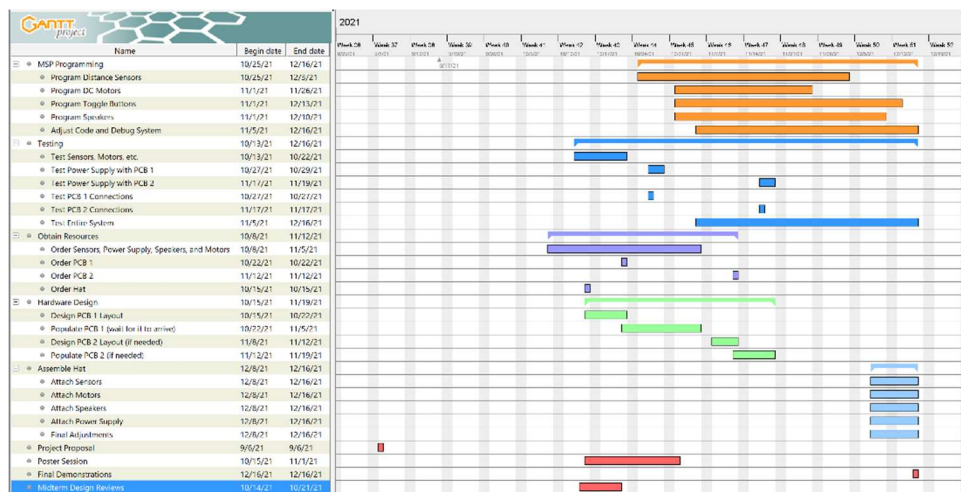 GANTT project
2021
Name Begin date End date
Week 36 Week 37 Week 38 Week 39 Week 40 Week 41 Week 42 Week 43 Week 44 Week 45 Week 46 Week 47 Week 48 Week 49 Week 50 Week 51 Week 52
MSP Programming 10/25/21 12/16/21
Program Distance Sensors 10/25/21 12/3/21
Program DC Motors 11/1/21 11/26/21
Program Toggle Buttons 11/1/21 12/13/21
Program Speakers 11/1/21 12/10/21
Adjust Code and Debug System 11/5/21 12/16/21
Testing 10/13/21 12/16/21
Test Sensors, Motors, etc. 10/13/21 10/22/21
Test Power Supply with PCB 1 10/27/21 10/29/21
Test Power Supply with PCB 2 11/17/21 11/19/21
Test PCB 1 Connections 10/27/21 10/27/21
Test PCB 2 Connections 11/17/21 11/17/21
Test Entire System 11/5/21 12/16/21
Obtain Resources 10/8/21 11/12/21
Order Sensors, Power Supply, Speakers, and Motors 10/8/21 11/5/21
Order PCB 1 10/22/21 10/22/21
Order PCB 2 11/12/21 11/12/21
Order Hat 10/15/21 10/15/21
Hardware Design 10/15/21 11/19/21
Design PCB 1 Layout 10/15/21 10/22/21
Populate PCB 1 (wait for it to arrive) 10/22/21 11/5/21
Design PCB 2 Layout (if needed) 11/8/21 11/12/21
Populate PCB 2 (if needed) 11/12/21 11/19/21
Assemble Hat 12/8/21 12/16/21
Attach Sensors 12/8/21 12/16/21
Attach Motors 12/8/21 12/16/21
Attach Speakers 12/8/21 12/16/21
Attach Power Supply 12/8/21 12/16/21
Final Adjustments 12/8/21 12/16/21
Project Proposal 9/6/21 9/6/21
Poster Session 10/15/21 11/1/21
Final Demonstrations 12/16/21 12/16/21
Midterm Design Reviews 10/14/21 10/21/21